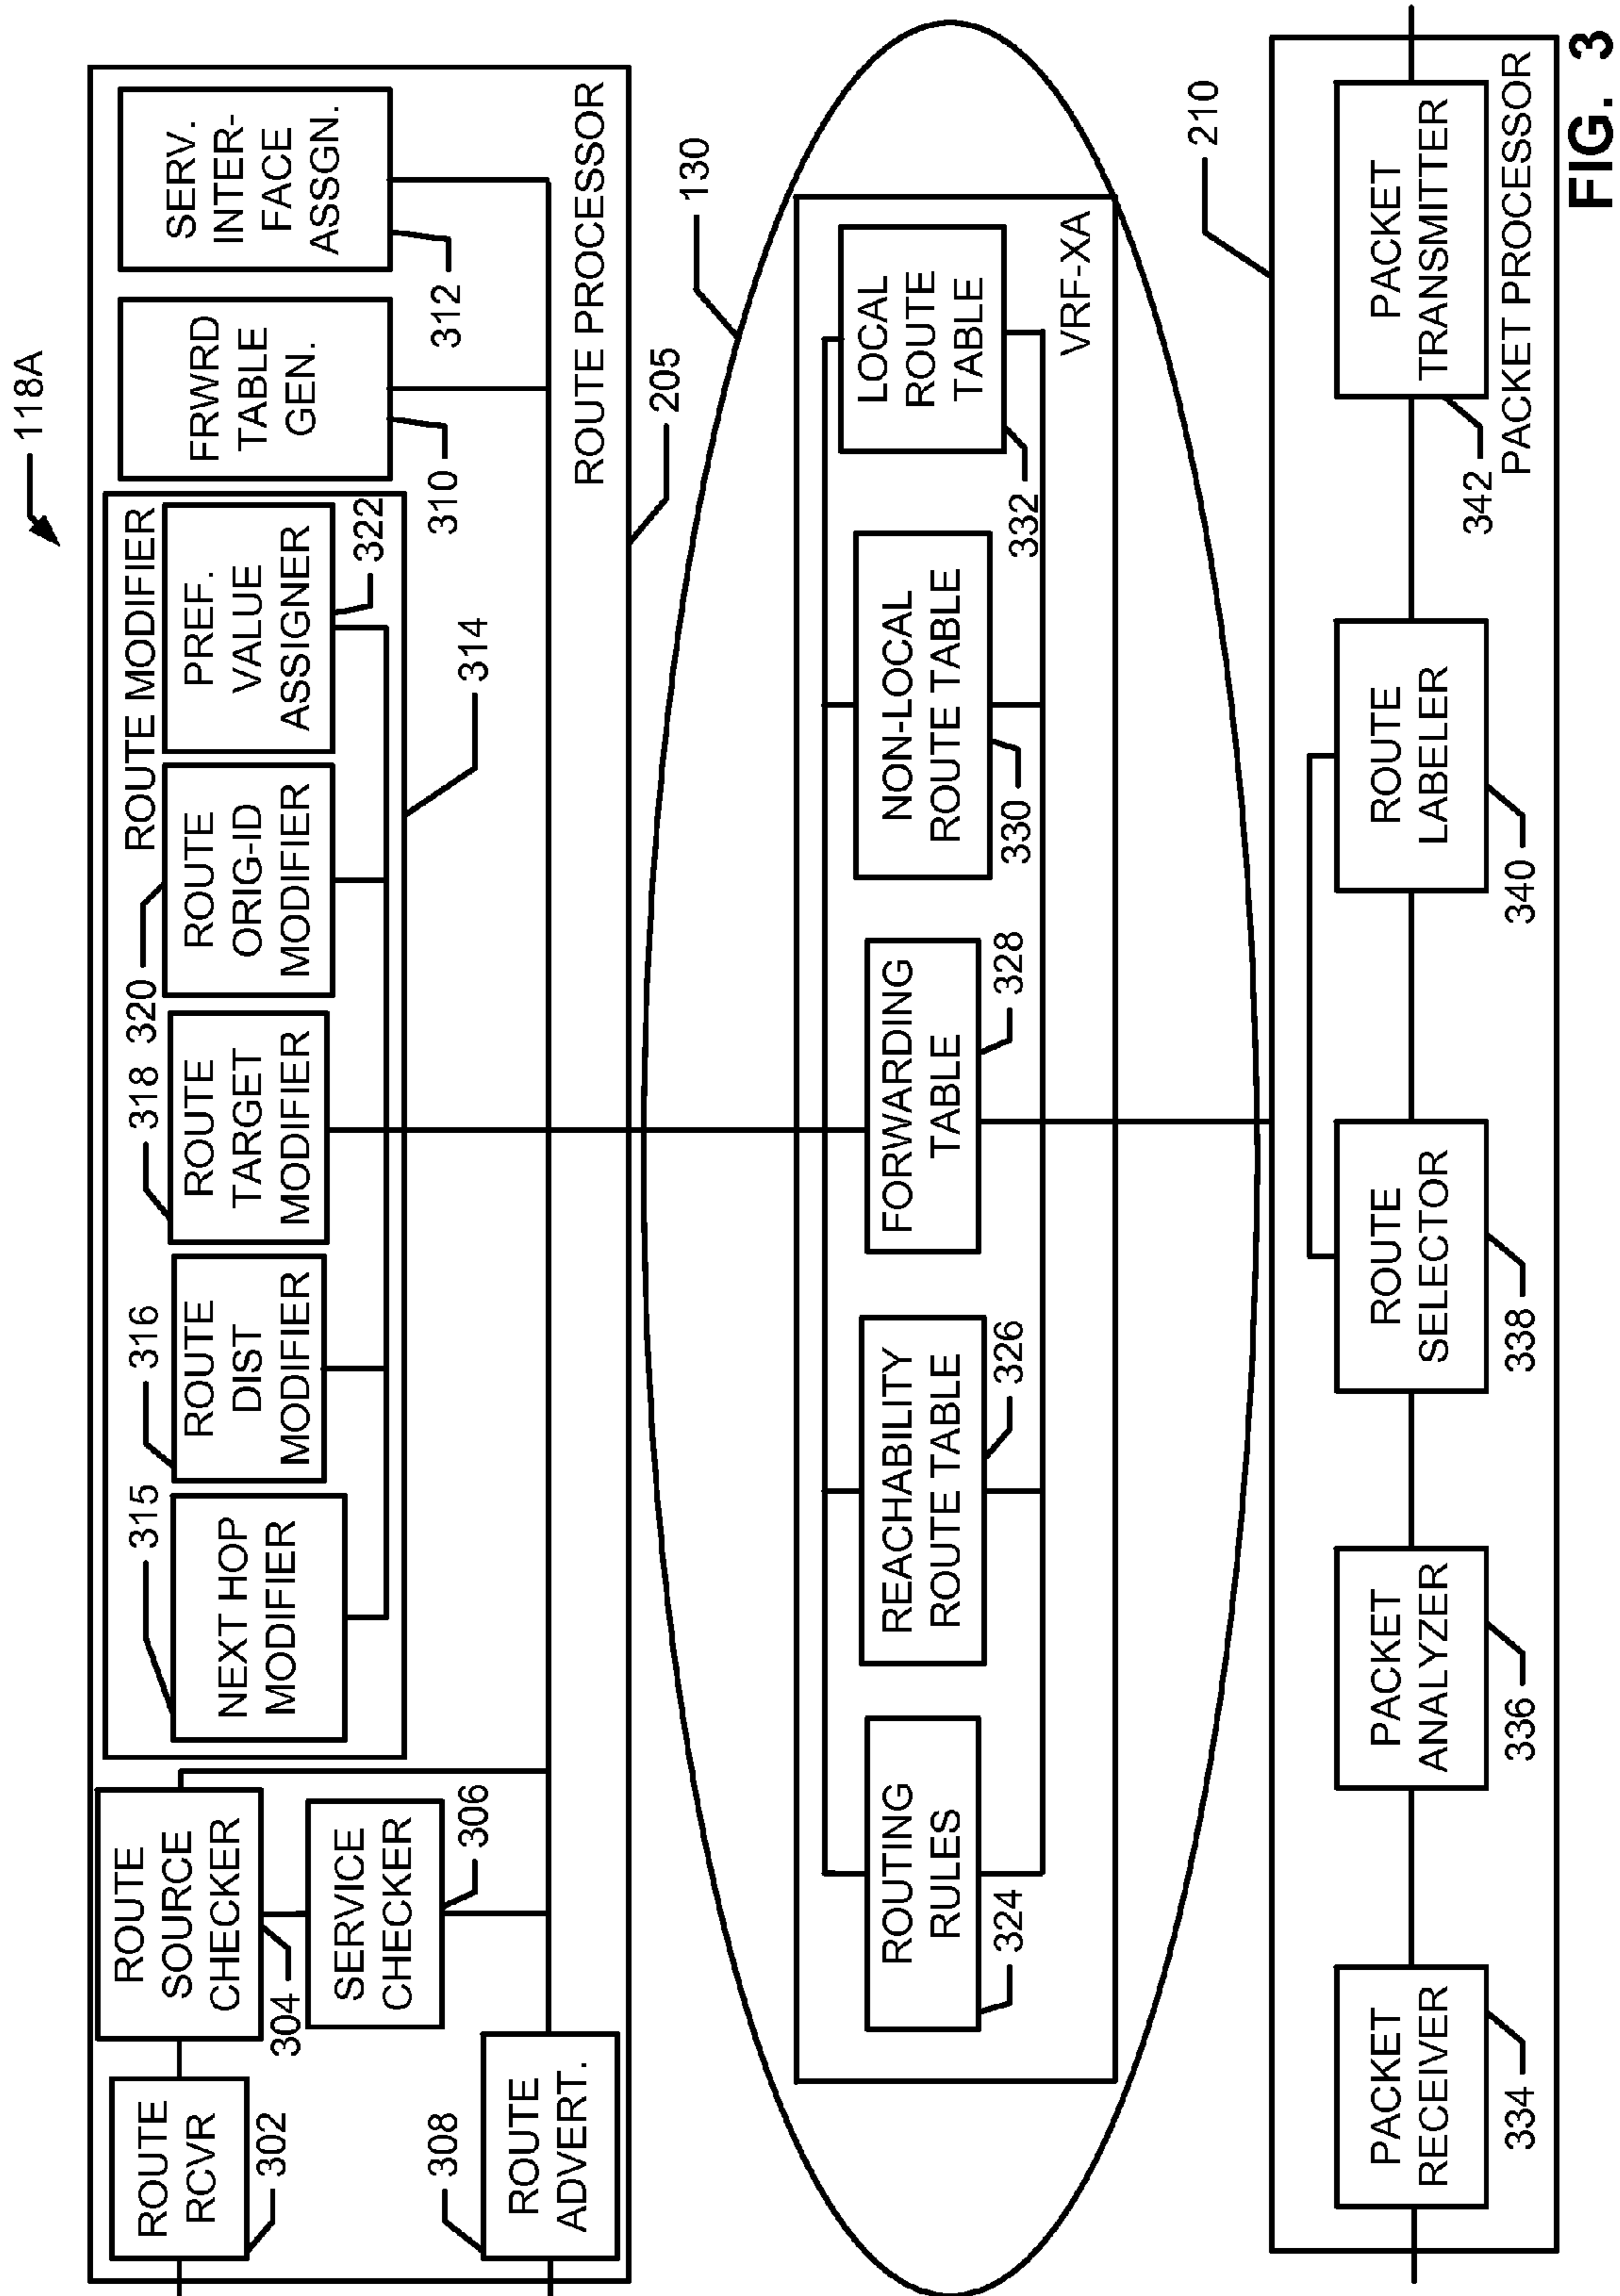 118A
ROUTE
RCVR
302
ROUTE
SOURCE
CHECKER
304
SERVICE
CHECKER
306
308
ROUTE
ADVERT.
ROUTE MODIFIER
315
NEXT HOP
MODIFIER
316
ROUTE
DIST
MODIFIER
318
ROUTE
TARGET
MODIFIER
320
ROUTE
ORIG-ID
MODIFIER
PREF.
VALUE
ASSIGNER
322
314
FRWRD
TABLE
GEN.
310
SERV.
INTER-
FACE
ASSGN.
312
ROUTE PROCESSOR
205
130
ROUTING
RULES
324
REACHABILITY
ROUTE TABLE
326
FORWARDING
TABLE
328
NON-LOCAL
ROUTE TABLE
330
LOCAL
ROUTE
TABLE
332
VRF-XA
210
PACKET
RECEIVER
334
PACKET
ANALYZER
336
ROUTE
SELECTOR
338
ROUTE
LABELER
340
PACKET
TRANSMITTER
342
PACKET PROCESSOR
FIG. 3